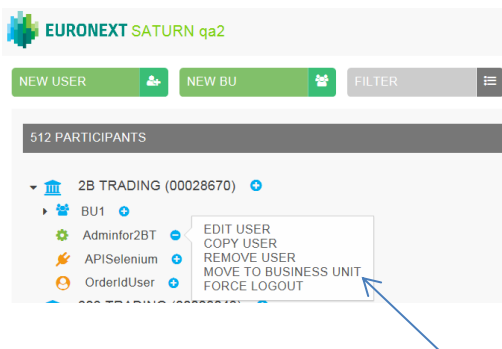 EURONEXT SATURN qa2
NEW USER NEW BU FILTER
512 PARTICIPANTS
2B TRADING (00028670)
BU1
Adminfor2BT
APISelenium
OrderIdUser
EDIT USER
COPY USER
REMOVE USER
MOVE TO BUSINESS UNIT
FORCE LOGOUT